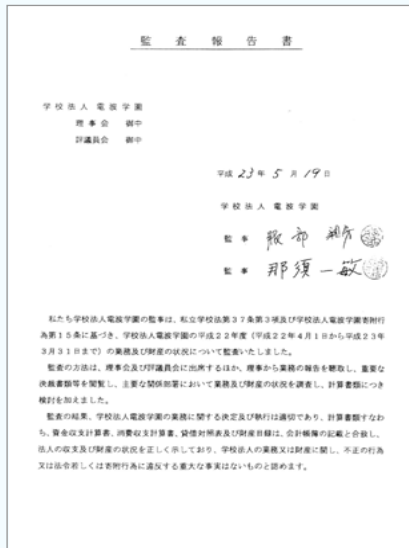 監査報告書
学校法人 電波学園
理事会 御中
評議員会 御中
平成 23 年 5 月 19 日
学校法人 電波学園
監事 服部
監事 那須一敏
私たち学校法人電波学園の監事は、私立学校法第37条第3項及び学校法人電波学園寄附行
為第15条に基づき、学校法人電波学園の平成22年度（平成22年4月1日から平成23年
3月31日まで）の業務及び財産の状況について監査いたしました。
監査の方法は、理事会及び評議員会に出席するほか、理事から業務の報告を聴取し、重要な
決裁書類等を閲覧し、主要な関係部署において業務及び財産の状況を調査し、計算書類につき
検討を加えました。
監査の結果、学校法人電波学園の業務に関する決定及び執行は適切であり、計算書類すなわ
ち、資金収支計算書、消費収支計算書、貸借対照表及び財産目録は、会計帳簿の記載と合致し、
法人の収支及び財産の状況を正しく示しており、学校法人の業務又は財産に関し、不正の行為
又は法令若しくは寄附行為に違反する重大な事実はないものと認めます。